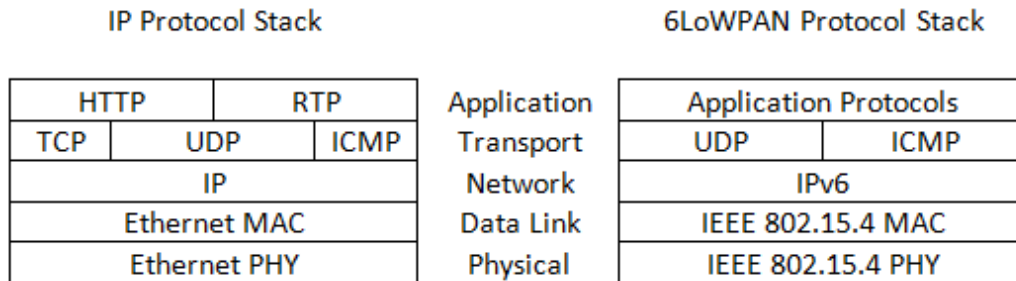 IP Protocol Stack 6LoWPAN Protocol Stack
HTTP RTP Application Application Protocols
TCP UDP ICMP Transport UDP ICMP
IP Network IPv6
Ethernet MAC Data Link IEEE 802.15.4 MAC
Ethernet PHY Physical IEEE 802.15.4 PHY